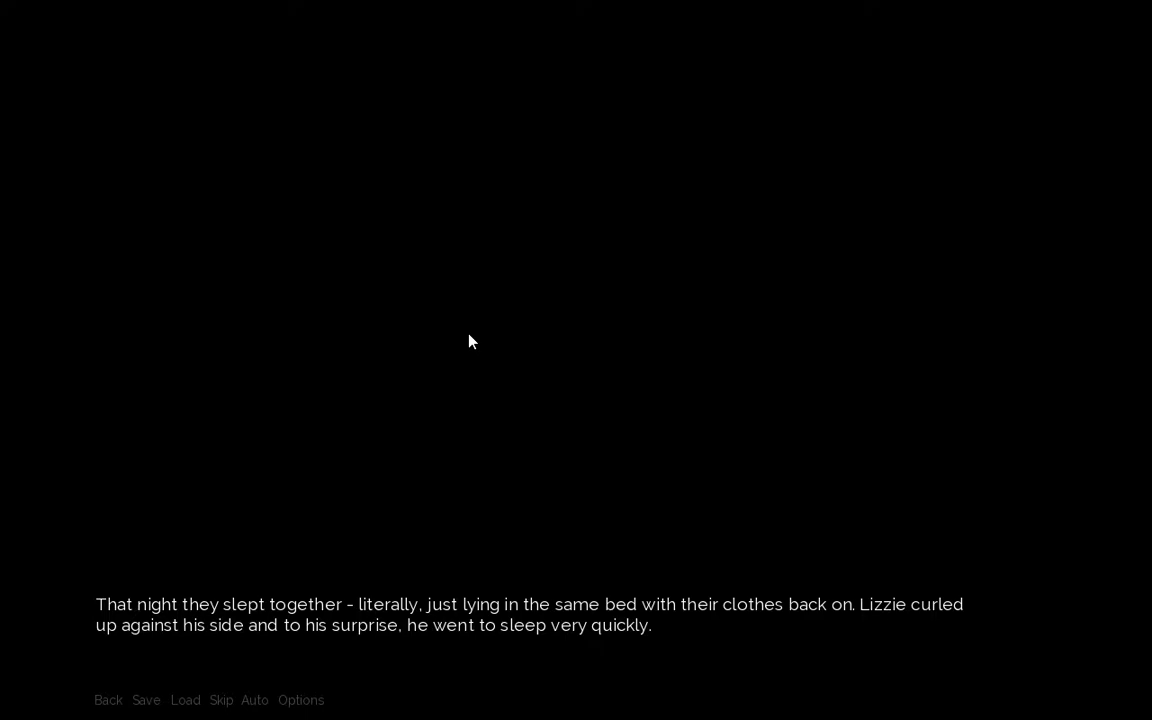 That night they slept together - literally, just lying in the same bed with their clothes back on. Lizzie curled
up against his side and to his surprise, he went to sleep very quickly.
Back Save Load Skip Auto Options